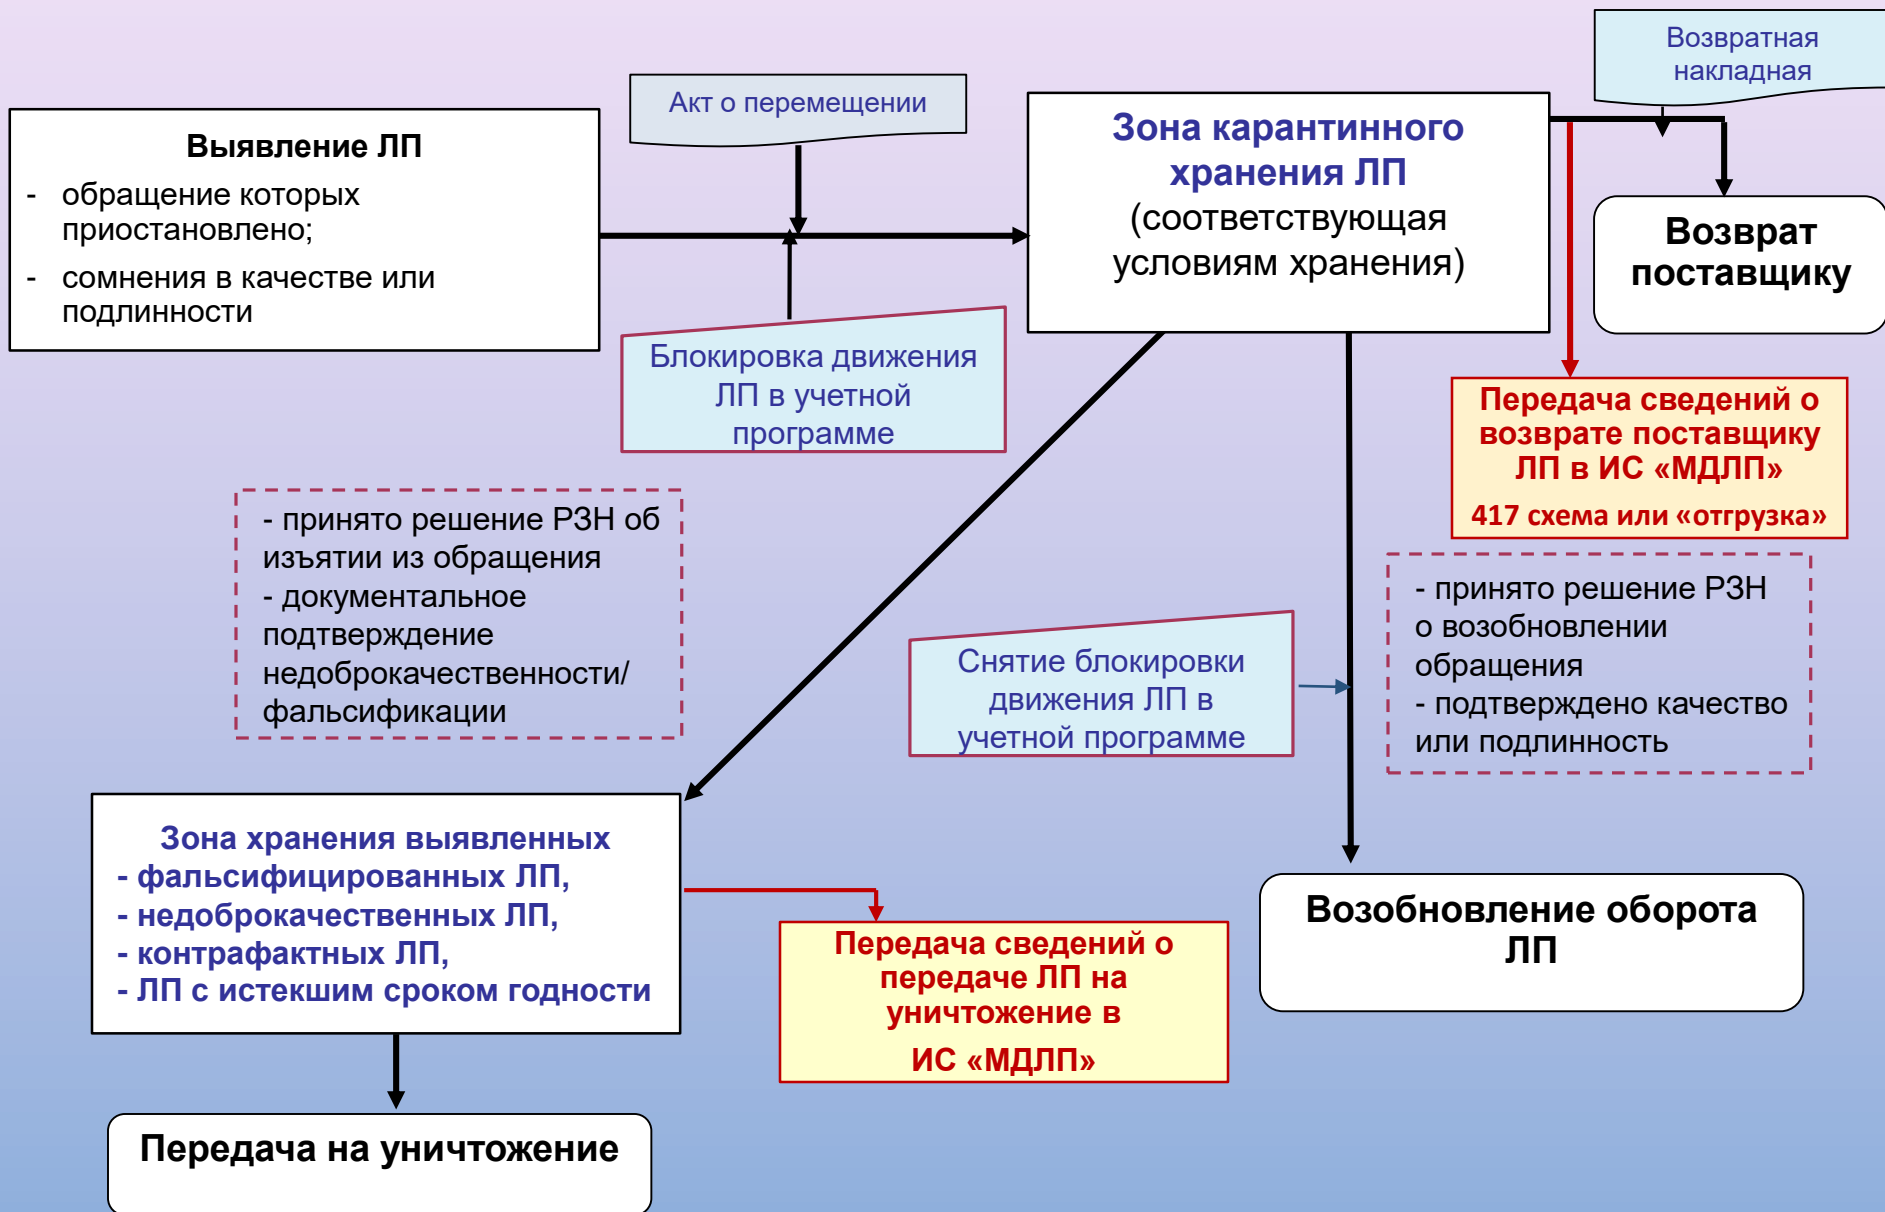 Возвратная
накладная
Акт о перемещении
Выявление ЛП
- обращение которых
приостановлено;
- сомнения в качестве или
подлинности
Зона карантинного
хранения ЛП
(соответствующая
условиям хранения)
Возврат
поставщику
Блокировка движения
ЛП в учетной
программе
Передача сведений о
возврате поставщику
ЛП в ИС «МДЛП»
417 схема или «отгрузка»
- принято решение РЗН об
изъятии из обращения
- документальное
подтверждение
недоброкачественности/
фальсификации
- принято решение РЗН
о возобновлении
обращения
- подтверждено качество
или подлинность
Снятие блокировки
движения ЛП в
учетной программе
Зона хранения выявленных
- фальсифицированных ЛП,
- недоброкачественных ЛП,
- контрафактных ЛП,
- ЛП с истекшим сроком годности
Передача сведений о
передаче ЛП на
уничтожение в
ИС «МДЛП»
Возобновление оборота
ЛП
Передача на уничтожение